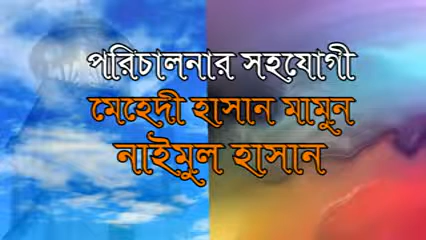 পরিচালনার সহযোগী
মেহেদী হাসান মামুন
নাইমুল হাসান